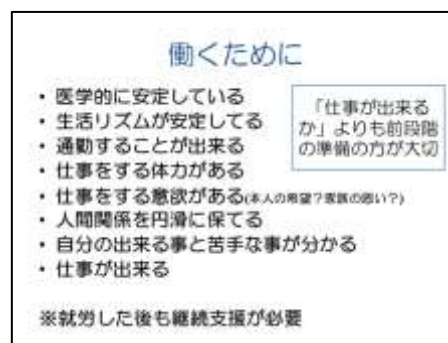 働くために
・ 医学的に安定している
・ 生活リズムが安定してる
・ 通勤することが出来る
・ 仕事をする体力がある
・ 仕事をする意欲がある(本人の希望?家族の思い?)
・ 人間関係を円滑に保てる
・ 自分の出来る事と苦手な事が分かる
・ 仕事が出来る
「仕事が出来る
か」よりも前段階
の準備の方が大切
※就労した後も継続支援が必要